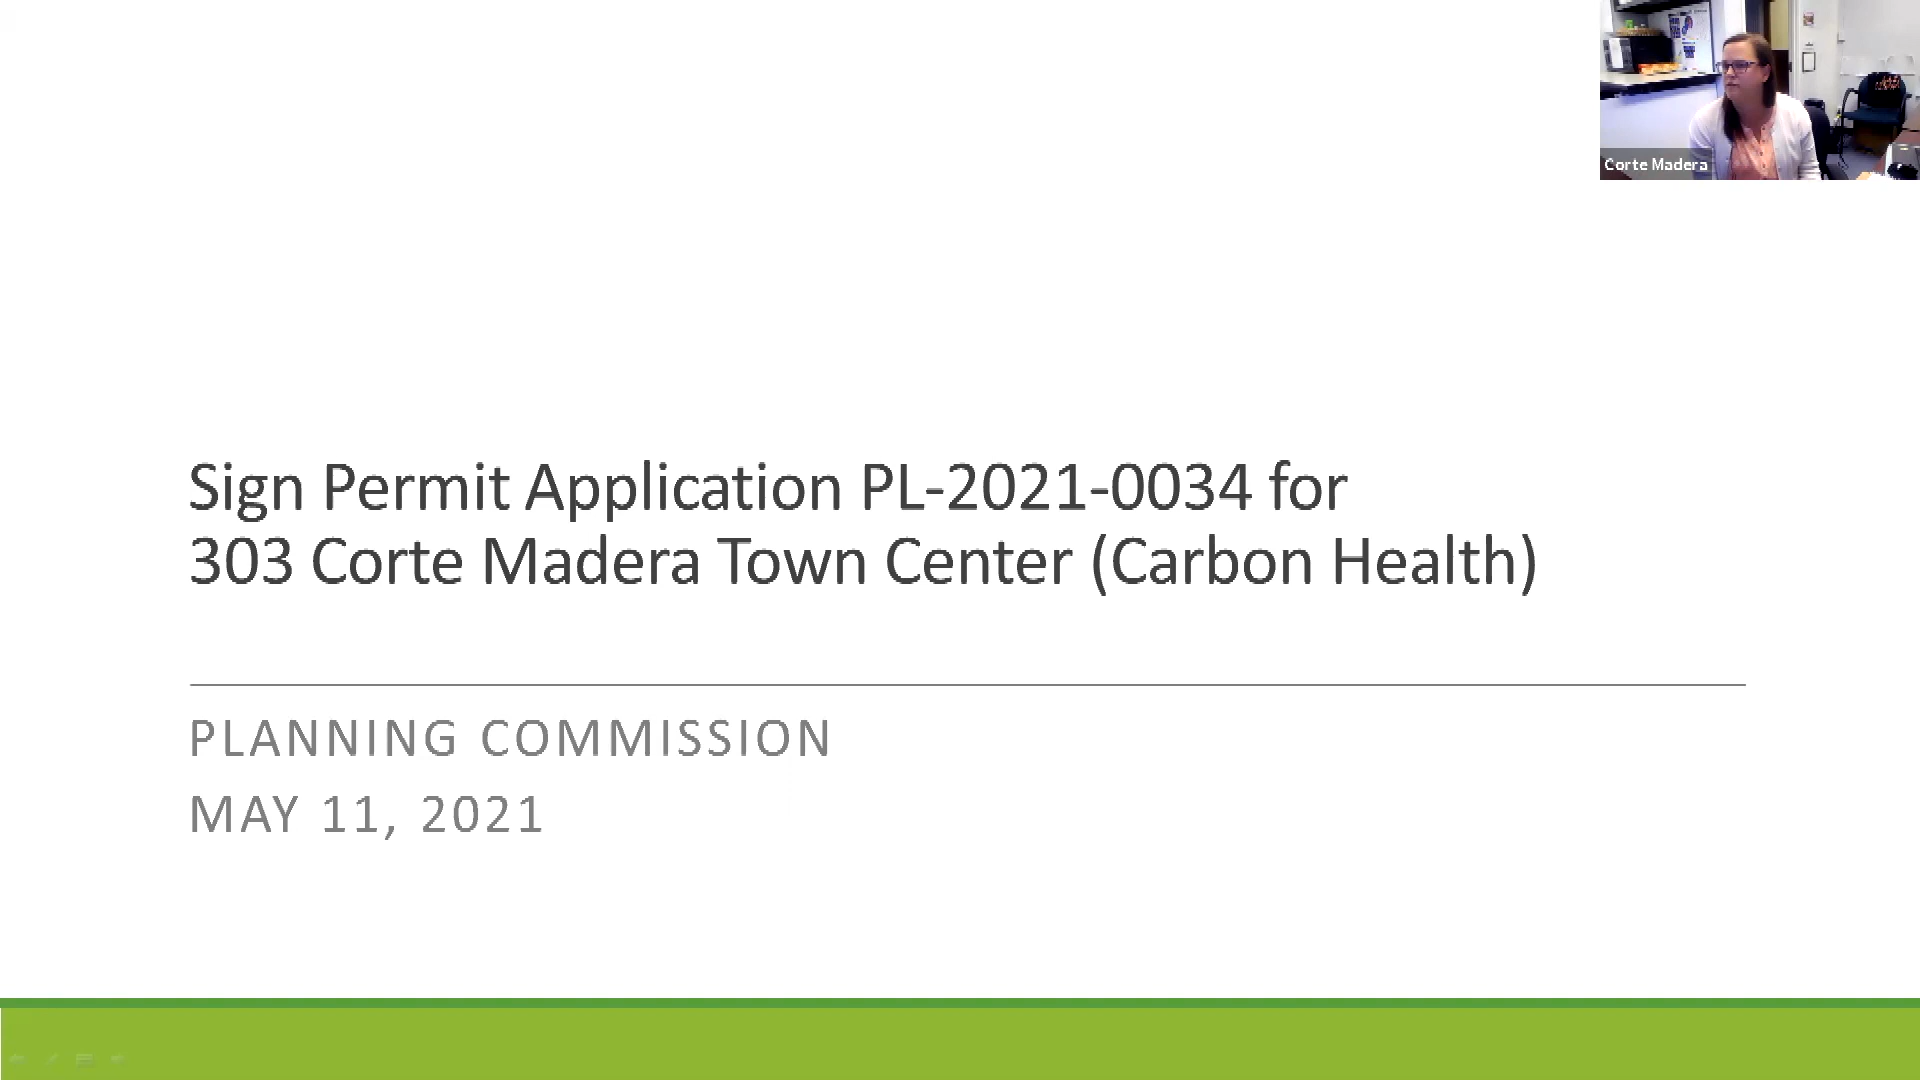 Corte Madera
Sign Permit Application PL-2021-0034 for
303 Corte Madera Town Center (Carbon Health)
PLANNING COMMISSION
MAY 11, 2021